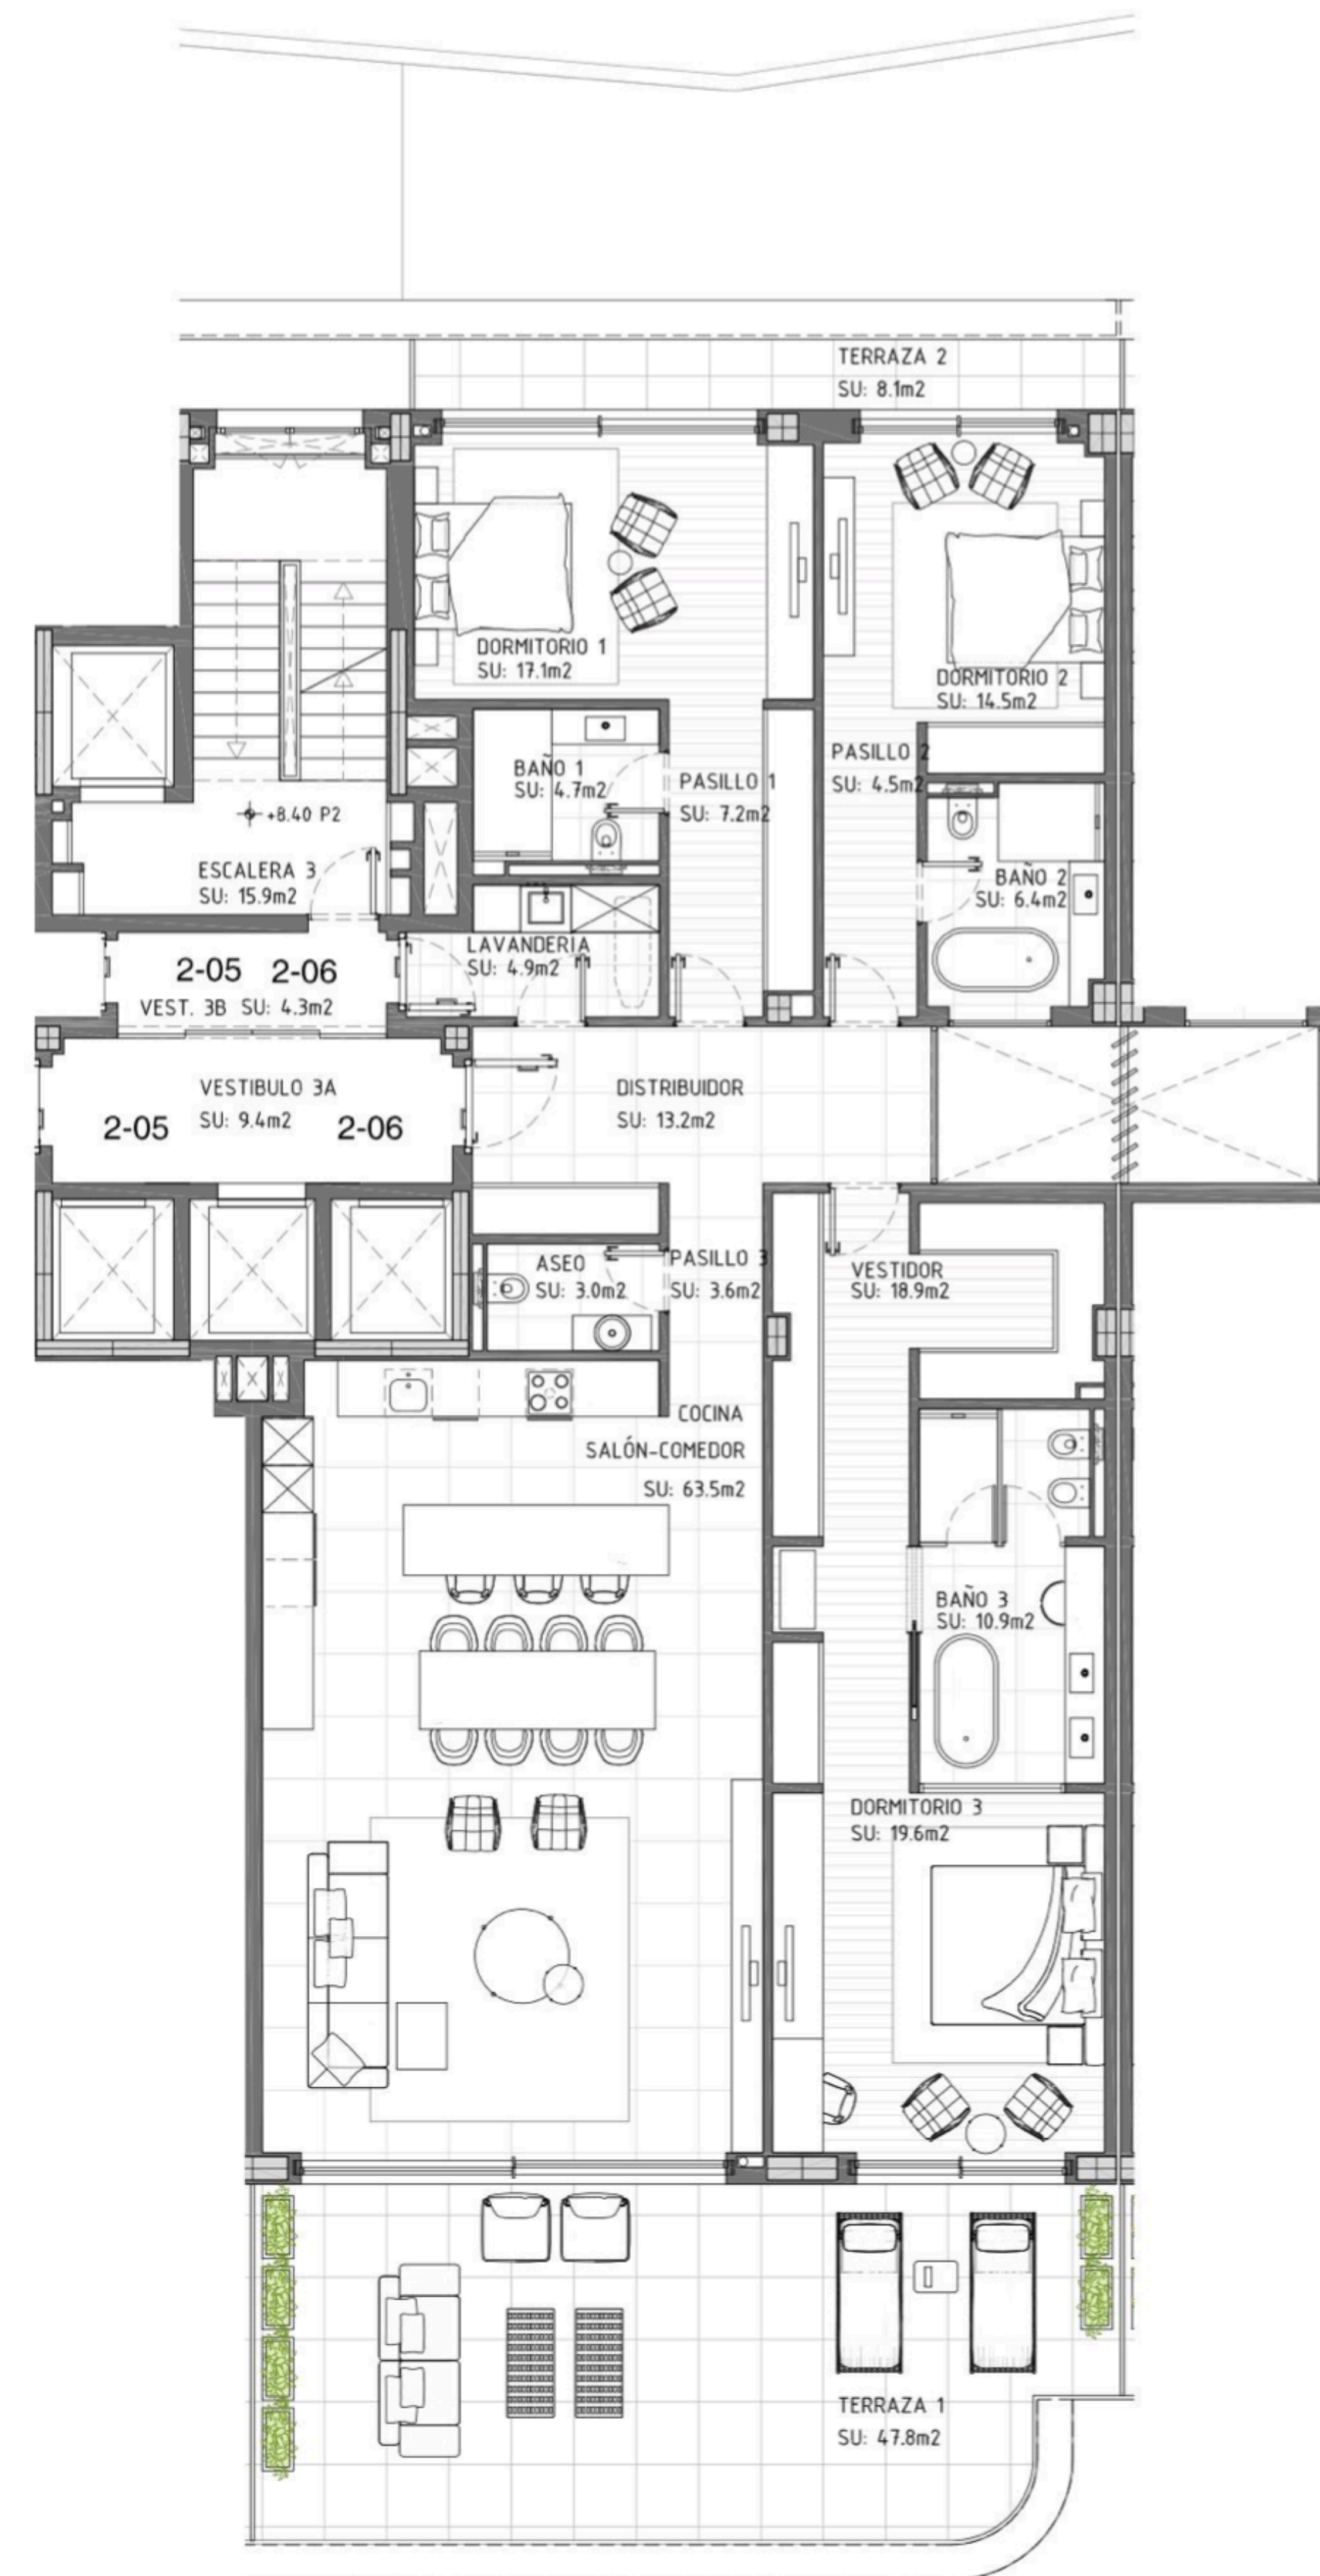 TERRAZA 2
SU: 8.1m2
DORMITORIO 1
SU: 17.1m2
DORMITORIO 2
SU: 14.5m2
BAÑO 1
SU: 4.7m2
PASILLO 1
SU: 7.2m2
PASILLO 2
SU: 4.5m2
+8.40 P2
ESCALERA 3
SU: 15.9m2
BAÑO 2
SU: 6.4m2
LAVANDERIA
SU: 4.9m2
2-05 2-06
VEST. 3B SU: 4.3m2
VESTIBULO 3A
SU: 9.4m2
2-05
2-06
DISTRIBUIDOR
SU: 13.2m2
ASEO
SU: 3.0m2
PASILLO 3
SU: 3.6m2
VESTIDOR
SU: 18.9m2
COCINA
SALÓN-COMEDOR
SU: 63.5m2
BAÑO 3
SU: 10.9m2
DORMITORIO 3
SU: 19.6m2
TERRAZA 1
SU: 47.8m2